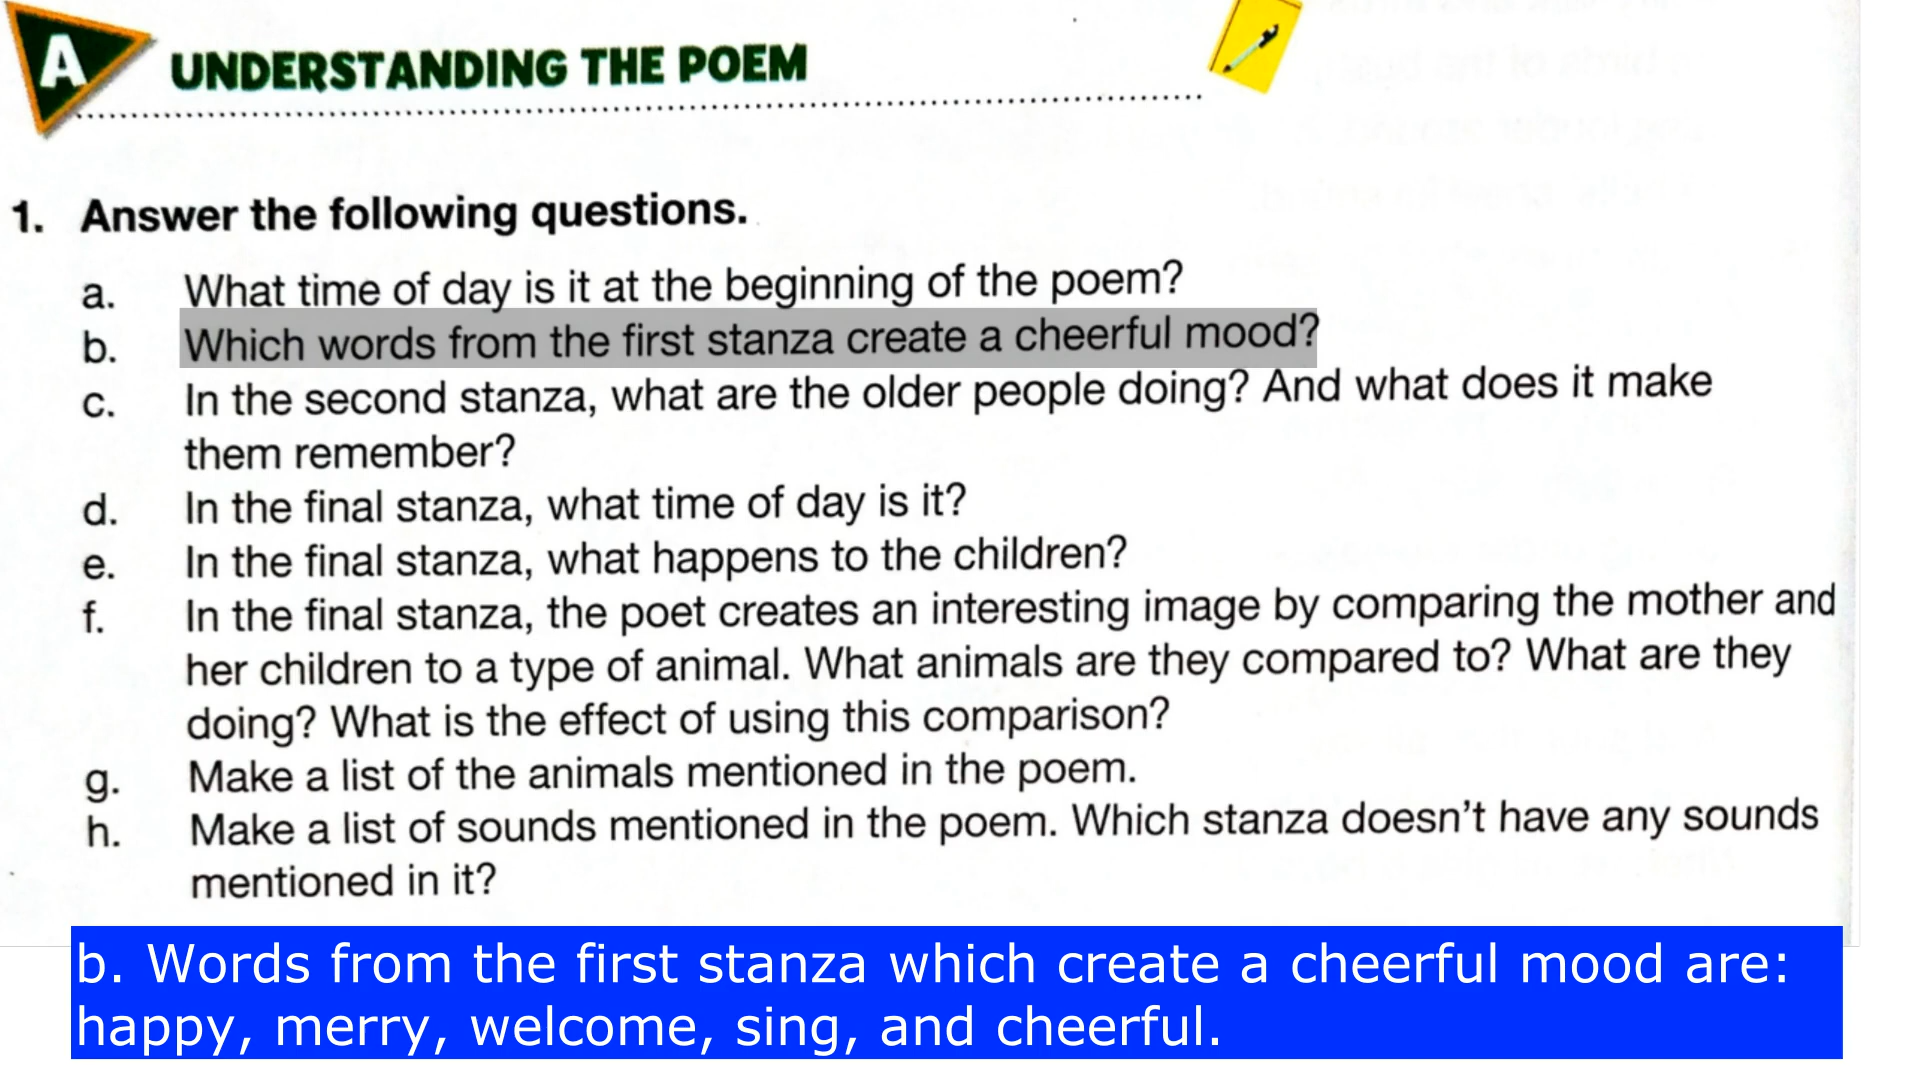 A UNDERSTANDING THE POEM
1. Answer the following questions.
a. What time of day is it at the beginning of the poem?
b. Which words from the first stanza create a cheerful mood?
c. In the second stanza, what are the older people doing? And what does it make
them remember?
d. In the final stanza, what time of day is it?
e. In the final stanza, what happens to the children?
f. In the final stanza, the poet creates an interesting image by comparing the mother and
her children to a type of animal. What animals are they compared to? What are they
doing? What is the effect of using this comparison?
g. Make a list of the animals mentioned in the poem.
h. Make a list of sounds mentioned in the poem. Which stanza doesn't have any sounds
mentioned in it?
b. Words from the first stanza which create a cheerful mood are:
happy, merry, welcome, sing, and cheerful.